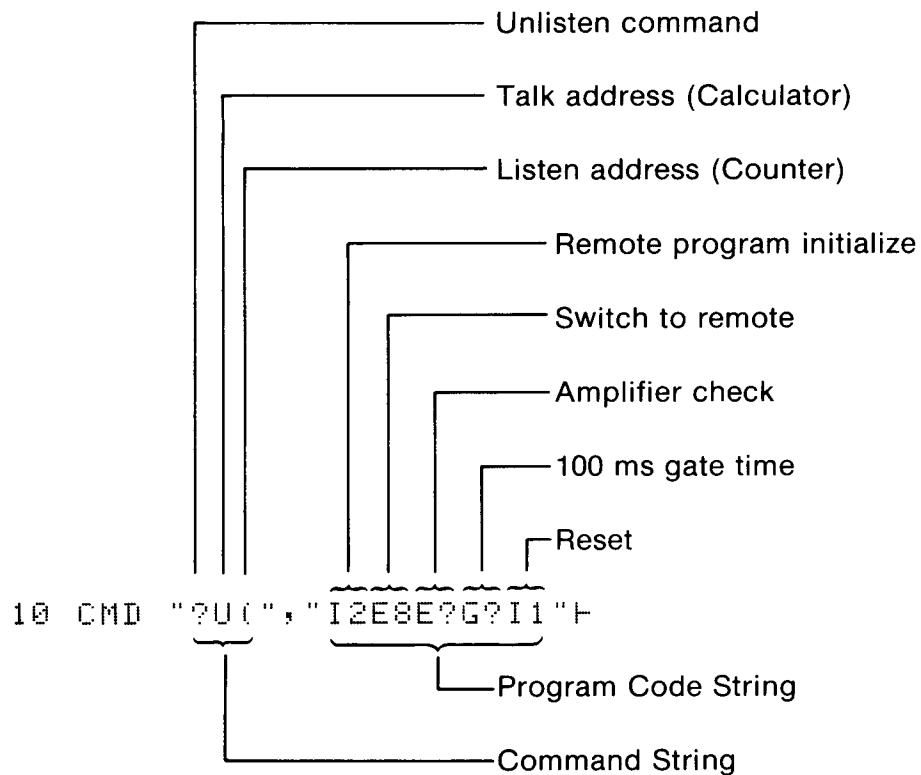 Unlisten command
Talk address (Calculator)
Listen address (Counter)
Remote program initialize
Switch to remote
Amplifier check
100 ms gate time
Reset
10 CMD "?U(","I2E8E?G?I1"⊢
Program Code String
Command String